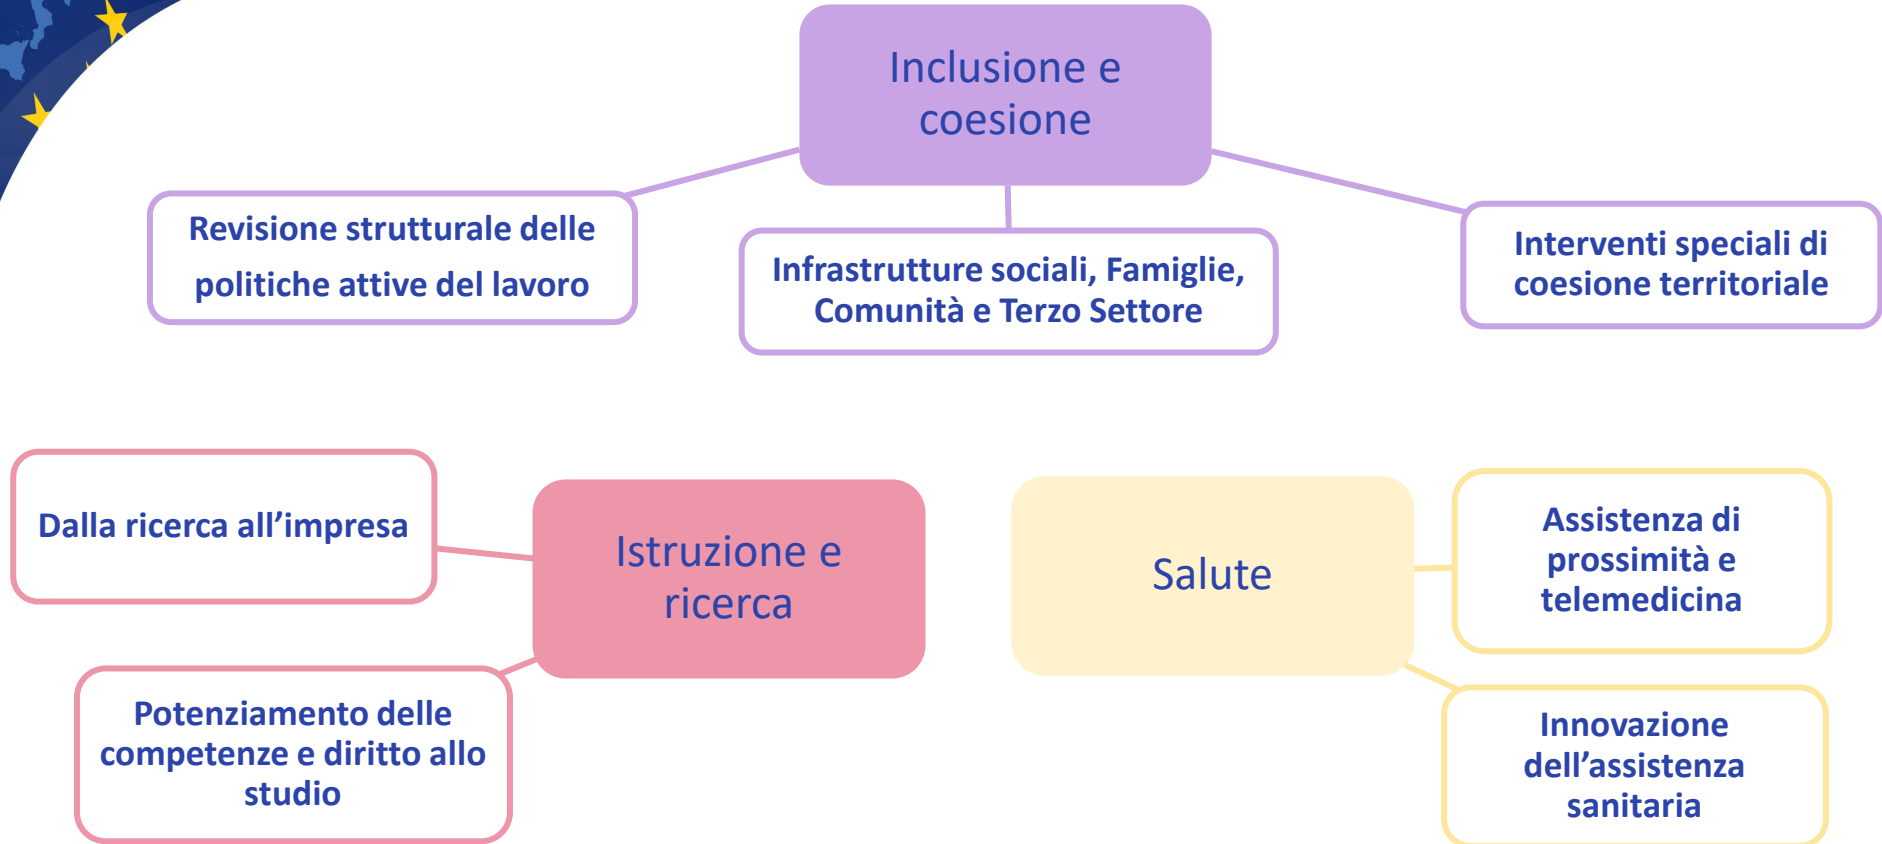 Inclusione e
coesione
Revisione strutturale delle
politiche attive del lavoro
Infrastrutture sociali, Famiglie,
Comunità e Terzo Settore
Interventi speciali di
coesione territoriale
Dalla ricerca all’impresa
Istruzione e
ricerca
Potenziamento delle
competenze e diritto allo
studio
Salute
Assistenza di
prossimità e
telemedicina
Innovazione
dell’assistenza
sanitaria